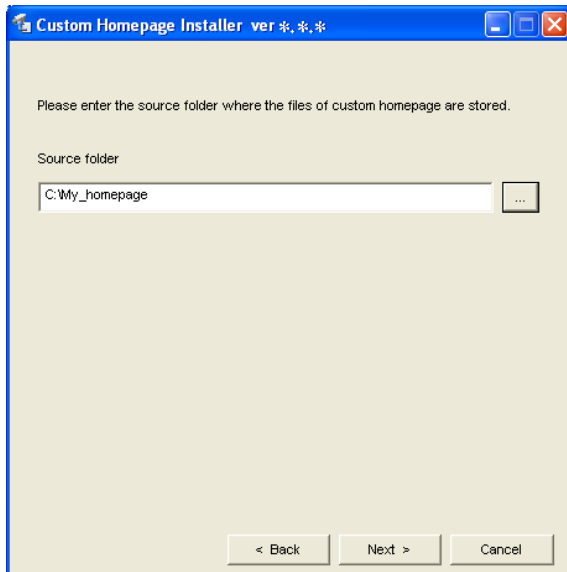 Custom Homepage Installer ver *.*.*
Please enter the source folder where the files of custom homepage are stored.
Source folder
C:\My_homepage
...
< Back
Next >
Cancel